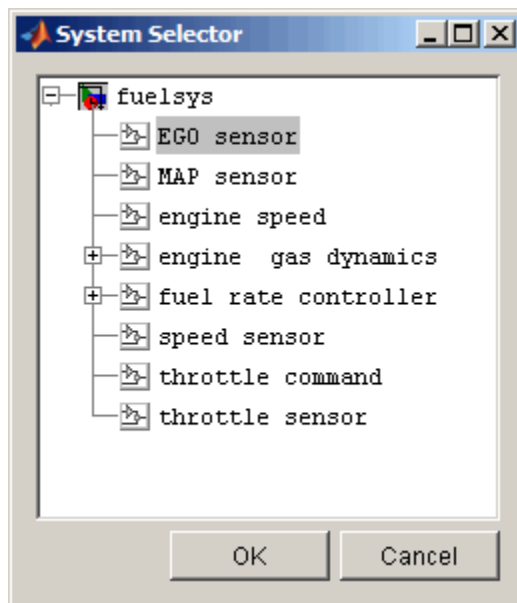 System Selector
fuelsys
EGO sensor
MAP sensor
engine speed
engine  gas dynamics
fuel rate controller
speed sensor
throttle command
throttle sensor
OK
Cancel